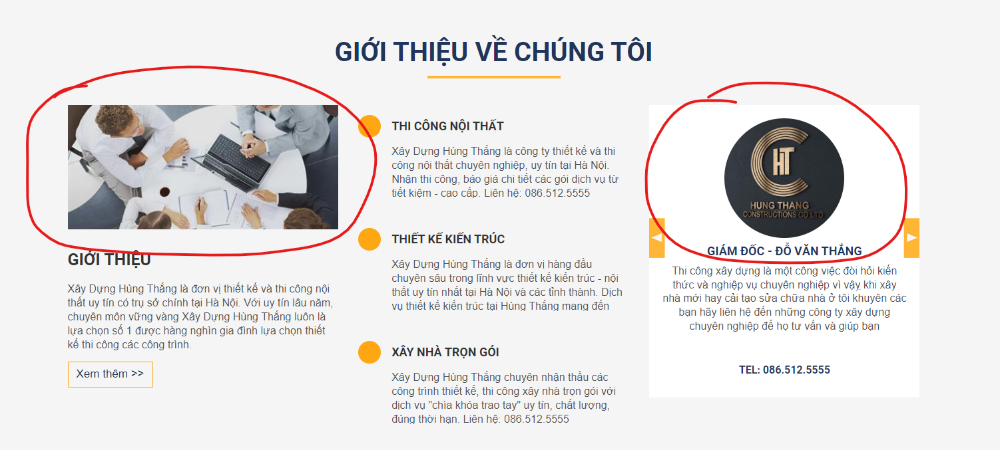 GIỚI THIỆU VỀ CHÚNG TÔI
GIỚI THIỆU
Xây Dựng Hùng Thắng là đơn vị thiết kế và thi công nội
thất uy tín có trụ sở chính tại Hà Nội. Với uy tín lâu năm,
chuyên môn vững vàng Xây Dựng Hùng Thắng luôn là
lựa chọn số 1 được hàng nghìn gia đình lựa chọn thiết
kế thi công các công trình.
Xem thêm >>
THI CÔNG NỘI THẤT
Xây Dựng Hùng Thắng là công ty thiết kế và thi
công nội thất chuyên nghiệp, uy tín tại Hà Nội.
Nhận thi công, báo giá chi tiết các gói dịch vụ từ
tiết kiệm - cao cấp. Liên hệ: 086.512.5555
THIẾT KẾ KIẾN TRÚC
Xây Dựng Hùng Thắng là đơn vị hàng đầu
chuyên sâu trong lĩnh vực thiết kế kiến trúc - nội
thất uy tín nhất tại Hà Nội và các tỉnh thành. Dịch
vụ thiết kế kiến trúc tại Hùng Thắng mang đến
XÂY NHÀ TRỌN GÓI
Xây Dựng Hùng Thắng chuyên nhận thầu các
công trình thiết kế, thi công xây nhà trọn gói với
dịch vụ "chìa khóa trao tay" uy tín, chất lượng,
đúng thời hạn. Liên hệ: 086.512.5555
HT
HUNG THANG
CONSTRUCTIONS CO.LTD
GIÁM ĐỐC - ĐỖ VĂN THẮNG
Thi công xây dựng là một công việc đòi hỏi kiến
thức và nghiệp vụ chuyên nghiệp vì vậy khi xây
nhà mới hay cải tạo sửa chữa nhà ở tôi khuyên các
bạn hãy liên hệ đến những công ty xây dựng
chuyên nghiệp để họ tư vấn và giúp bạn
TEL: 086.512.5555